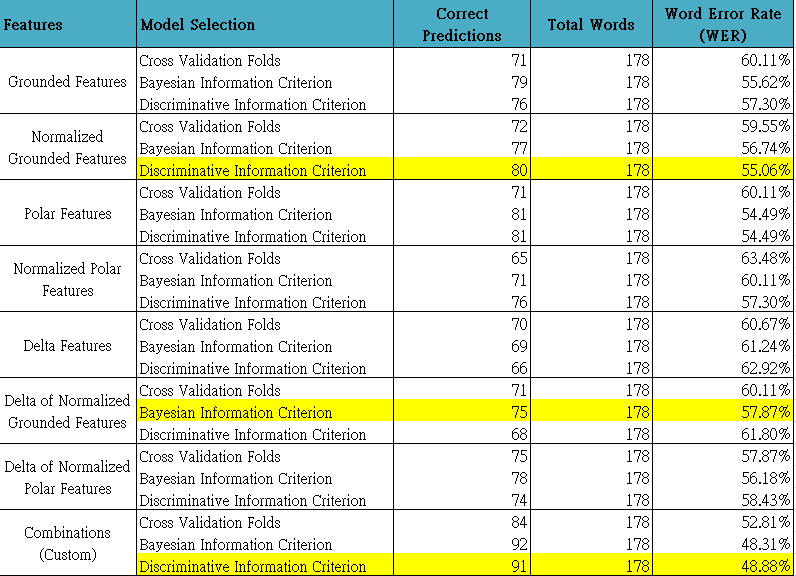 Features Model Selection Correct Predictions Total Words Word Error Rate (WER)
Grounded Features
Cross Validation Folds 71 178 60.11%
Bayesian Information Criterion 79 178 55.62%
Discriminative Information Criterion 76 178 57.30%
Normalized Grounded Features
Cross Validation Folds 72 178 59.55%
Bayesian Information Criterion 77 178 56.74%
Discriminative Information Criterion 80 178 55.06%
Polar Features
Cross Validation Folds 71 178 60.11%
Bayesian Information Criterion 81 178 54.49%
Discriminative Information Criterion 81 178 54.49%
Normalized Polar Features
Cross Validation Folds 65 178 63.48%
Bayesian Information Criterion 71 178 60.11%
Discriminative Information Criterion 76 178 57.30%
Delta Features
Cross Validation Folds 70 178 60.67%
Bayesian Information Criterion 69 178 61.24%
Discriminative Information Criterion 66 178 62.92%
Delta of Normalized Grounded Features
Cross Validation Folds 71 178 60.11%
Bayesian Information Criterion 75 178 57.87%
Discriminative Information Criterion 68 178 61.80%
Delta of Normalized Polar Features
Cross Validation Folds 75 178 57.87%
Bayesian Information Criterion 78 178 56.18%
Discriminative Information Criterion 74 178 58.43%
Combinations (Custom)
Cross Validation Folds 84 178 52.81%
Bayesian Information Criterion 92 178 48.31%
Discriminative Information Criterion 91 178 48.88%